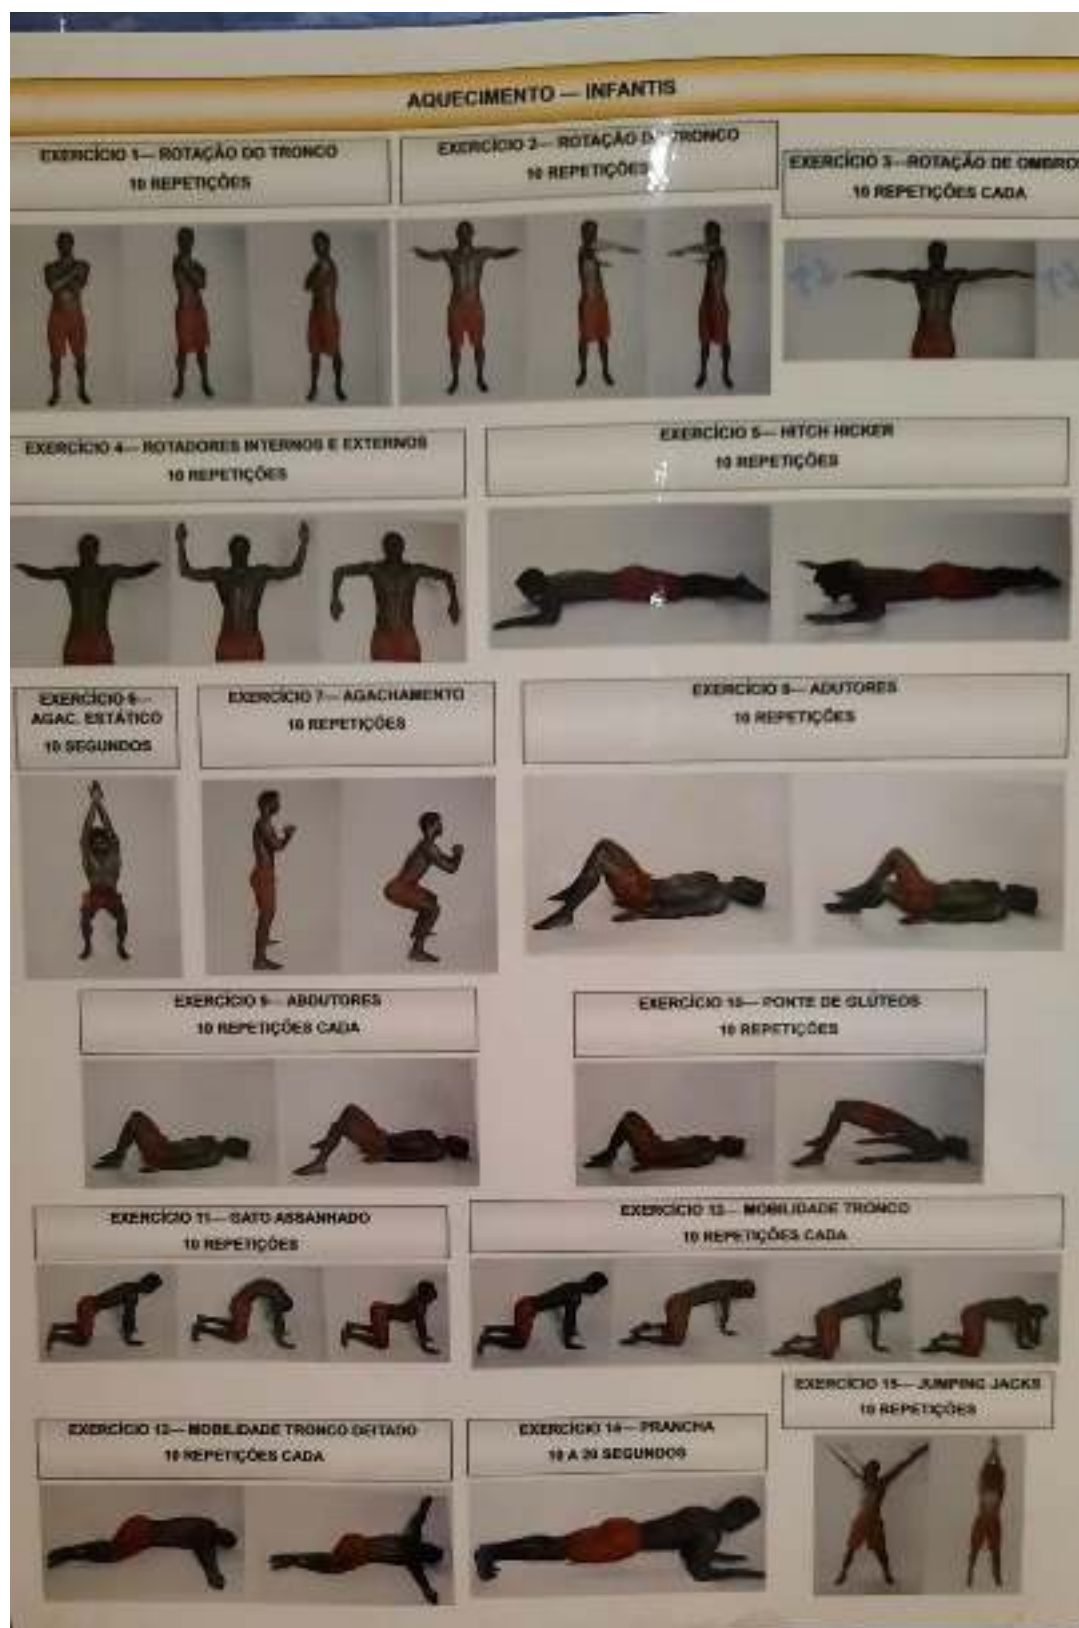 AQUECIMENTO — INFANTIS
EXERCÍCIO 1— ROTAÇÃO DO TRONCO
10 REPETIÇÕES
EXERCÍCIO 2— ROTAÇÃO DO TRONCO
10 REPETIÇÕES
EXERCÍCIO 3—ROTAÇÃO DE OMBROS
10 REPETIÇÕES CADA
EXERCÍCIO 4— ROTADORES INTERNOS E EXTERNOS
10 REPETIÇÕES
EXERCÍCIO 5— HITCH HICKER
10 REPETIÇÕES
EXERCÍCIO 6—
AGAC. ESTÁTICO
10 SEGUNDOS
EXERCÍCIO 7— AGACHAMENTO
10 REPETIÇÕES
EXERCÍCIO 8— ADUTORES
10 REPETIÇÕES
EXERCÍCIO 9— ABDUTORES
10 REPETIÇÕES CADA
EXERCÍCIO 10— PONTE DE GLÚTEOS
10 REPETIÇÕES
EXERCÍCIO 11— GATO ASSANHADO
10 REPETIÇÕES
EXERCÍCIO 12— MOBILIDADE TRONCO
10 REPETIÇÕES CADA
EXERCÍCIO 13— MOBILIDADE TRONCO DEITADO
10 REPETIÇÕES CADA
EXERCÍCIO 14— PRANCHA
10 A 20 SEGUNDOS
EXERCÍCIO 15— JUMPING JACKS
10 REPETIÇÕES